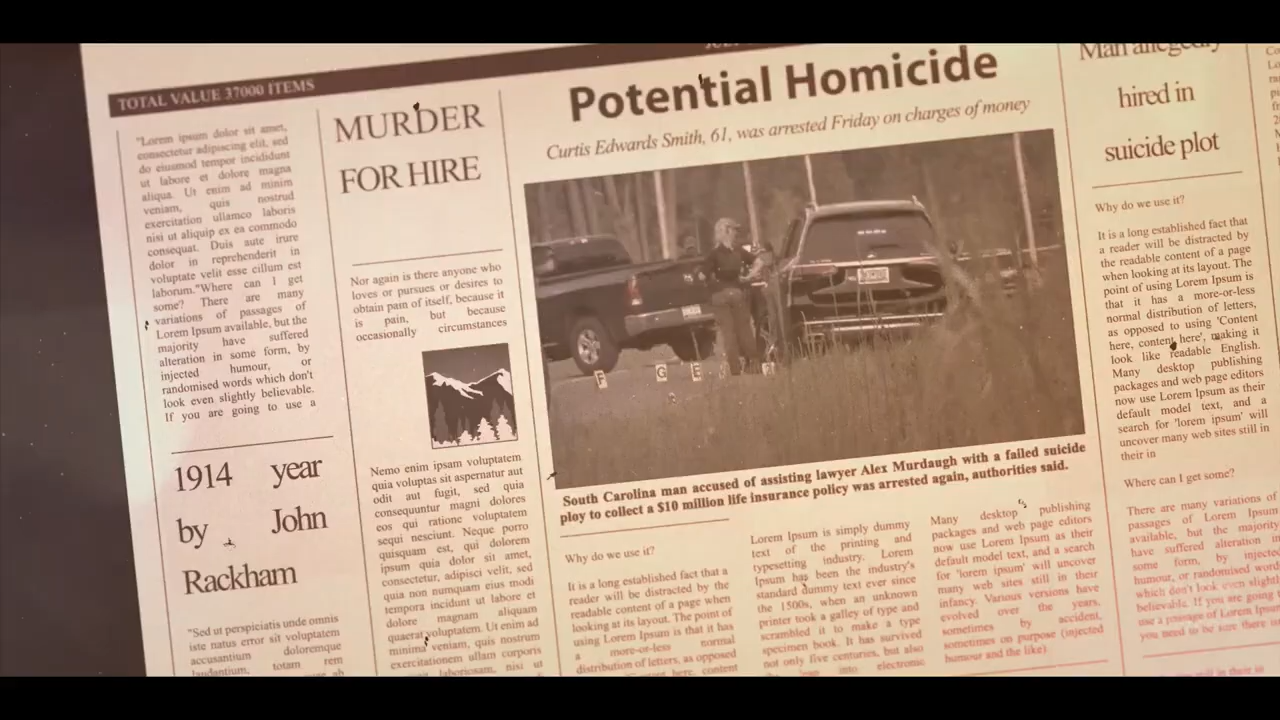 TOTAL VALUE 37000 ITEMS
"Lorem ipsum dolor sit amet,
consectetur adipiscing elit, sed
do eiusmod tempor incididunt
ut labore et dolore magna
aliqua. Ut enim ad minim
veniam, quis nostrud
exercitation ullamco laboris
nisi ut aliquip ex ea commodo
consequat. Duis aute irure
dolor in reprehenderit in
voluptate velit esse cillum est
laborum."Where can I get
some? There are many
variations of passages of
Lorem Ipsum available, but the
majority have suffered
alteration in some form, by
injected humour, or
randomised words which don't
look even slightly believable.
If you are going to use a
1914 year
by John
Rackham
"Sed ut perspiciatis unde omnis
iste natus error sit voluptatem
accusantium doloremque
laudantium, totam rem
MURDER
FOR HIRE
Nor again is there anyone who
loves or pursues or desires to
obtain pain of itself, because it
is pain, but because
occasionally circumstances
Nemo enim ipsam voluptatem
quia voluptas sit aspernatur aut
odit aut fugit, sed quia
consequuntur magni dolores
eos qui ratione voluptatem
sequi nesciunt. Neque porro
quisquam est, qui dolorem
ipsum quia dolor sit amet,
consectetur, adipisci velit, sed
quia non numquam eius modi
tempora incidunt ut labore et
dolore magnam aliquam
quaerat voluptatem. Ut enim ad
minima veniam, quis nostrum
exercitationem ullam corporis
laboriosam, nisi ut
Potential Homicide
Curtis Edwards Smith, 61, was arrested Friday on charges of money
F G E
South Carolina man accused of assisting lawyer Alex Murdaugh with a failed suicide
ploy to collect a $10 million life insurance policy was arrested again, authorities said.
Why do we use it?
It is a long established fact that a
reader will be distracted by the
readable content of a page when
looking at its layout. The point of
using Lorem Ipsum is that it has
a more-or-less normal
distribution of letters, as opposed
here, content
Lorem Ipsum is simply dummy
text of the printing and
typesetting industry. Lorem
Ipsum has been the industry's
standard dummy text ever since
the 1500s, when an unknown
printer took a galley of type and
scrambled it to make a type
specimen book. It has survived
not only five centuries, but also
the leap into electronic
Many desktop publishing
packages and web page editors
now use Lorem Ipsum as their
default model text, and a search
for 'lorem ipsum' will uncover
many web sites still in their
infancy. Various versions have
evolved over the years,
sometimes by accident,
sometimes on purpose (injected
humour and the like)
Man allegedly
hired in
suicide plot
Why do we use it?
It is a long established fact that
a reader will be distracted by
the readable content of a page
when looking at its layout. The
point of using Lorem Ipsum is
that it has a more-or-less
normal distribution of letters,
as opposed to using 'Content
here, content here', making it
look like readable English.
Many desktop publishing
packages and web page editors
now use Lorem Ipsum as their
default model text, and a
search for 'lorem ipsum' will
uncover many web sites still in
their in
Where can I get some?
There are many variations of
passages of Lorem Ipsum
available, but the majority
have suffered alteration in
some form, by injected
humour, or randomised words
which don't look even slightly
believable. If you are going to
use a passage of Lorem Ipsum
you need to be sure there is